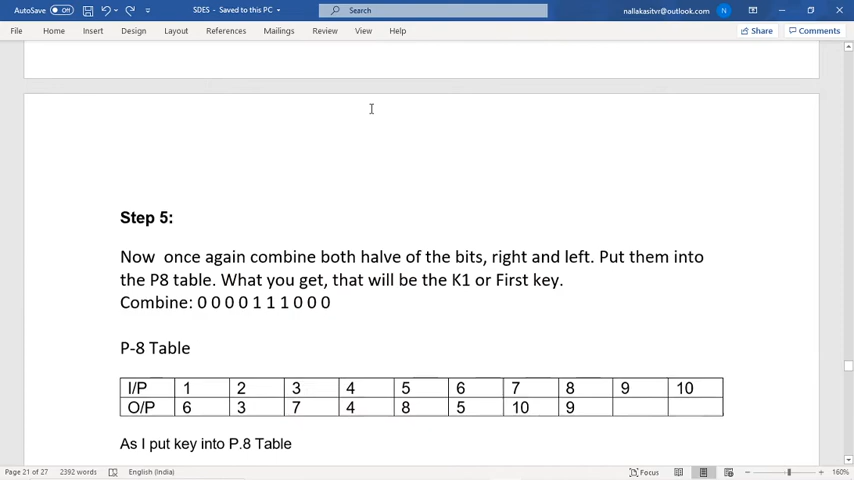 AutoSave Off SDES - Saved to this PC Search nallakasitvr@outlook.com N
File Home Insert Design Layout References Mailings Review View Help Share Comments
Step 5:
Now once again combine both halve of the bits, right and left. Put them into
the P8 table. What you get, that will be the K1 or First key.
Combine: 0 0 0 0 1 1 1 0 0 0
P-8 Table
I/P 1 2 3 4 5 6 7 8 9 10
O/P 6 3 7 4 8 5 10 9
As I put key into P.8 Table
Page 21 of 27 2392 words English (India) Focus 160%